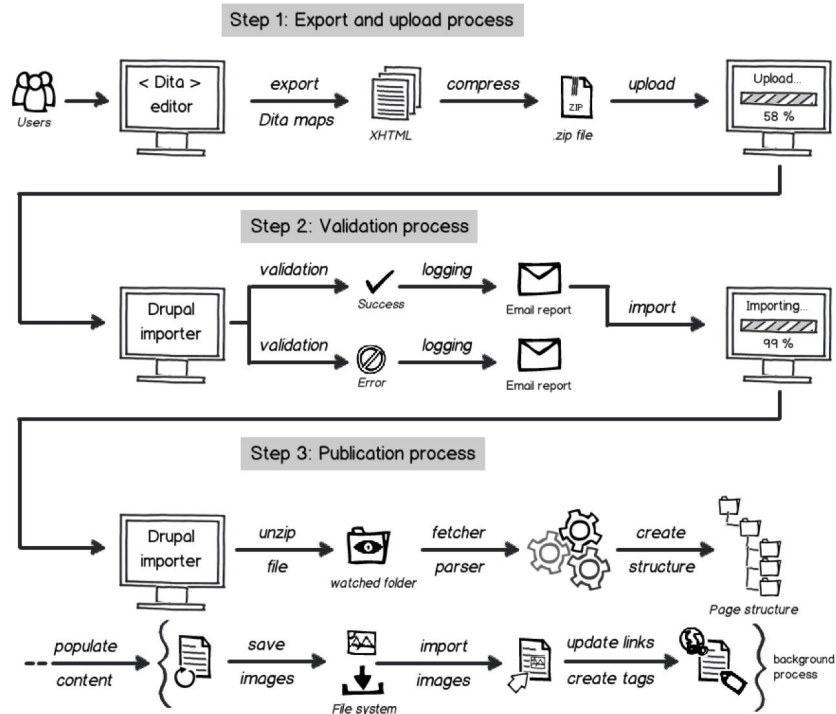 Step 1: Export and upload process
< Dita >
editor
export
Dita maps
compress
upload
Upload...
58 %
ZIP
Users
XHTML
.zip file
Step 2: Validation process
Drupal
importer
validation
Success
logging
Email report
import
Importing...
99 %
validation
Error
logging
Email report
Step 3: Publication process
Drupal
importer
unzip
file
watched folder
fetcher
parser
create
structure
Page structure
populate
content
save
images
File system
import
images
update links
create tags
background
process